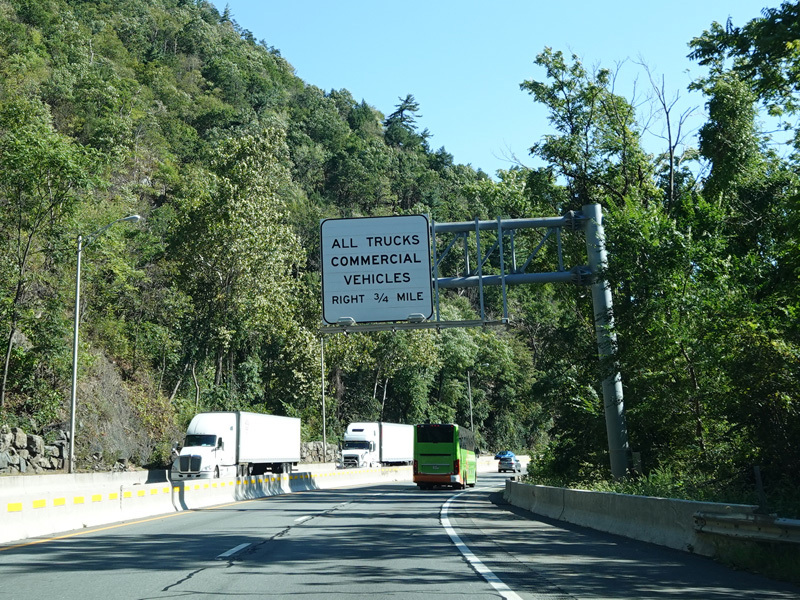 ALL TRUCKS
COMMERCIAL
VEHICLES
RIGHT 3/4 MILE